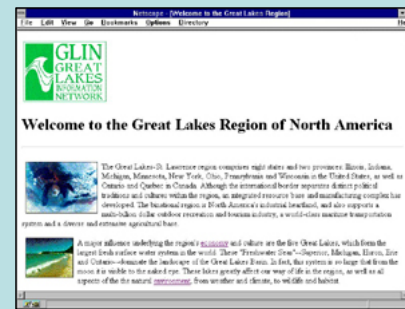 Netscape - [Welcome to the Great Lakes Region]
File Edit View Go Bookmarks Options Directory
GLIN
GREAT
LAKES
INFORMATION
NETWORK
Welcome to the Great Lakes Region of North America
The Great Lakes-St. Lawrence region comprises eight states and two provinces: Illinois, Indiana,
Michigan, Minnesota, New York, Ohio, Pennsylvania and Wisconsin in the United States, as well as
Ontario and Quebec in Canada. Although the international border separates distinct political
traditions and cultures within the region, an integrated resource base and manufacturing complex has
developed. The binational region is North America's industrial heartland, and also supports a
multi-billion dollar outdoor recreation and tourism industry, a world-class maritime transportation
system and a diverse and extensive agricultural base.
A major influence underlying the region's economy and culture are the five Great Lakes, which form the
largest fresh surface water system in the world. These "Freshwater Seas"--Superior, Michigan, Huron, Erie
and Ontario--dominate the landscape of the Great Lakes Basin. In fact, this system is so large that from the
moon it is visible to the naked eye. These lakes greatly affect our way of life in the region, as well as all
aspects of the the natural environment, from weather and climate, to wildlife and habitat.